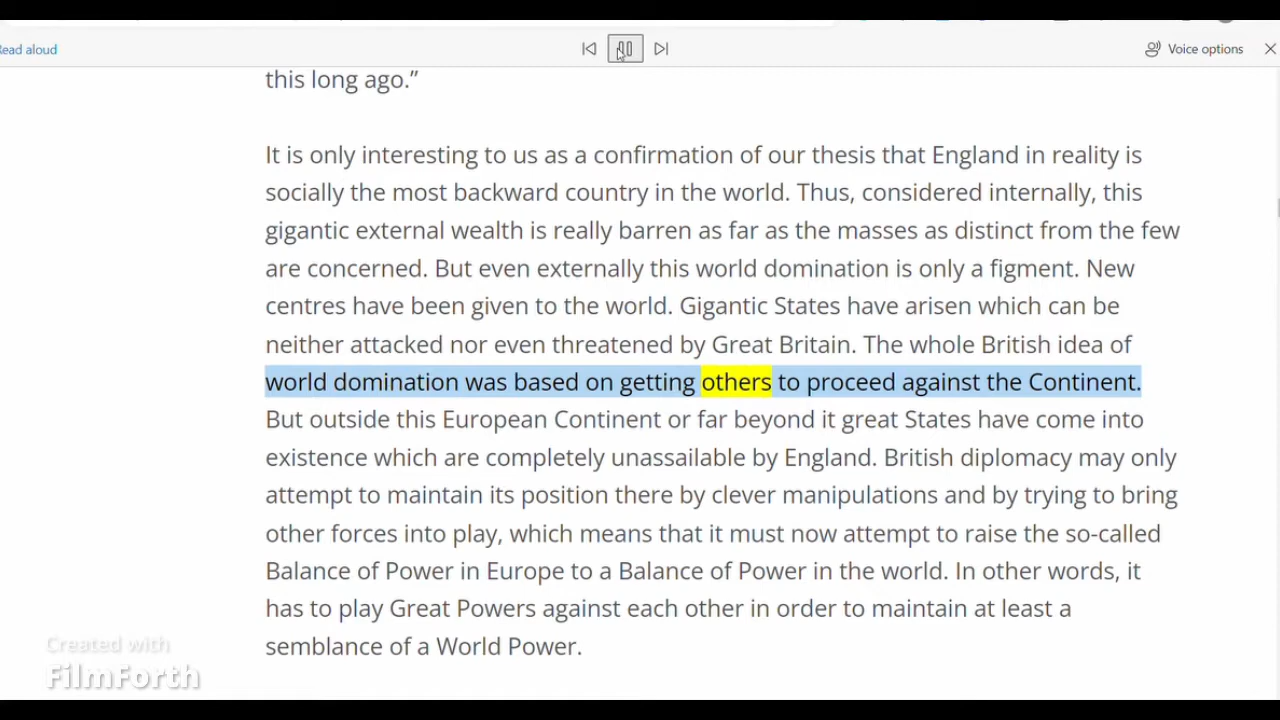 Read aloud
Voice options
this long ago.”
It is only interesting to us as a confirmation of our thesis that England in reality is
socially the most backward country in the world. Thus, considered internally, this
gigantic external wealth is really barren as far as the masses as distinct from the few
are concerned. But even externally this world domination is only a figment. New
centres have been given to the world. Gigantic States have arisen which can be
neither attacked nor even threatened by Great Britain. The whole British idea of
world domination was based on getting others to proceed against the Continent.
But outside this European Continent or far beyond it great States have come into
existence which are completely unassailable by England. British diplomacy may only
attempt to maintain its position there by clever manipulations and by trying to bring
other forces into play, which means that it must now attempt to raise the so-called
Balance of Power in Europe to a Balance of Power in the world. In other words, it
has to play Great Powers against each other in order to maintain at least a
semblance of a World Power.
Created with
FilmForth